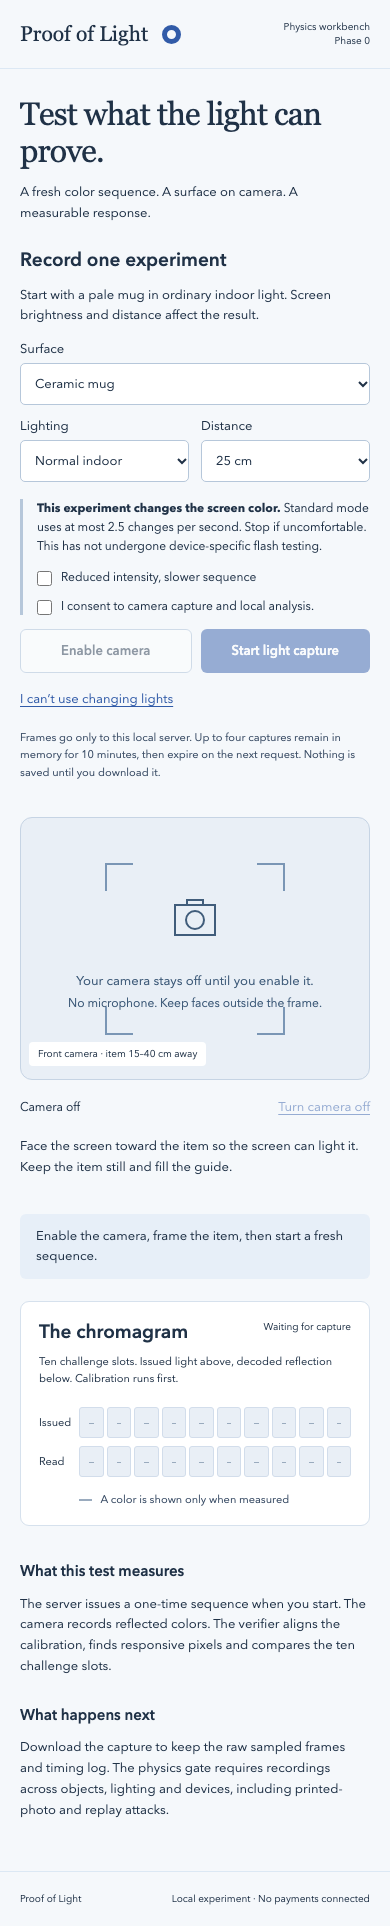 Proof of Light
Physics workbench
Phase 0
Test what the light can
prove.
A fresh color sequence. A surface on camera. A
measurable response.
Record one experiment
Start with a pale mug in ordinary indoor light. Screen
brightness and distance affect the result.
Surface
Ceramic mug
Lighting
Distance
Normal indoor
25 cm
This experiment changes the screen color. Standard mode
uses at most 2.5 changes per second. Stop if uncomfortable.
This has not undergone device-specific flash testing.
Reduced intensity, slower sequence
I consent to camera capture and local analysis.
Enable camera
Start light capture
I can’t use changing lights
Frames go only to this local server. Up to four captures remain in
memory for 10 minutes, then expire on the next request. Nothing is
saved until you download it.
Your camera stays off until you enable it.
No microphone. Keep faces outside the frame.
Front camera · item 15–40 cm away
Camera off
Turn camera off
Face the screen toward the item so the screen can light it.
Keep the item still and fill the guide.
Enable the camera, frame the item, then start a fresh
sequence.
The chromagram
Waiting for capture
Ten challenge slots. Issued light above, decoded reflection
below. Calibration runs first.
Issued – – – – – – – – – –
Read – – – – – – – – – –
— A color is shown only when measured
What this test measures
The server issues a one-time sequence when you start. The
camera records reflected colors. The verifier aligns the
calibration, finds responsive pixels and compares the ten
challenge slots.
What happens next
Download the capture to keep the raw sampled frames
and timing log. The physics gate requires recordings
across objects, lighting and devices, including printed-
photo and replay attacks.
Proof of Light
Local experiment · No payments connected